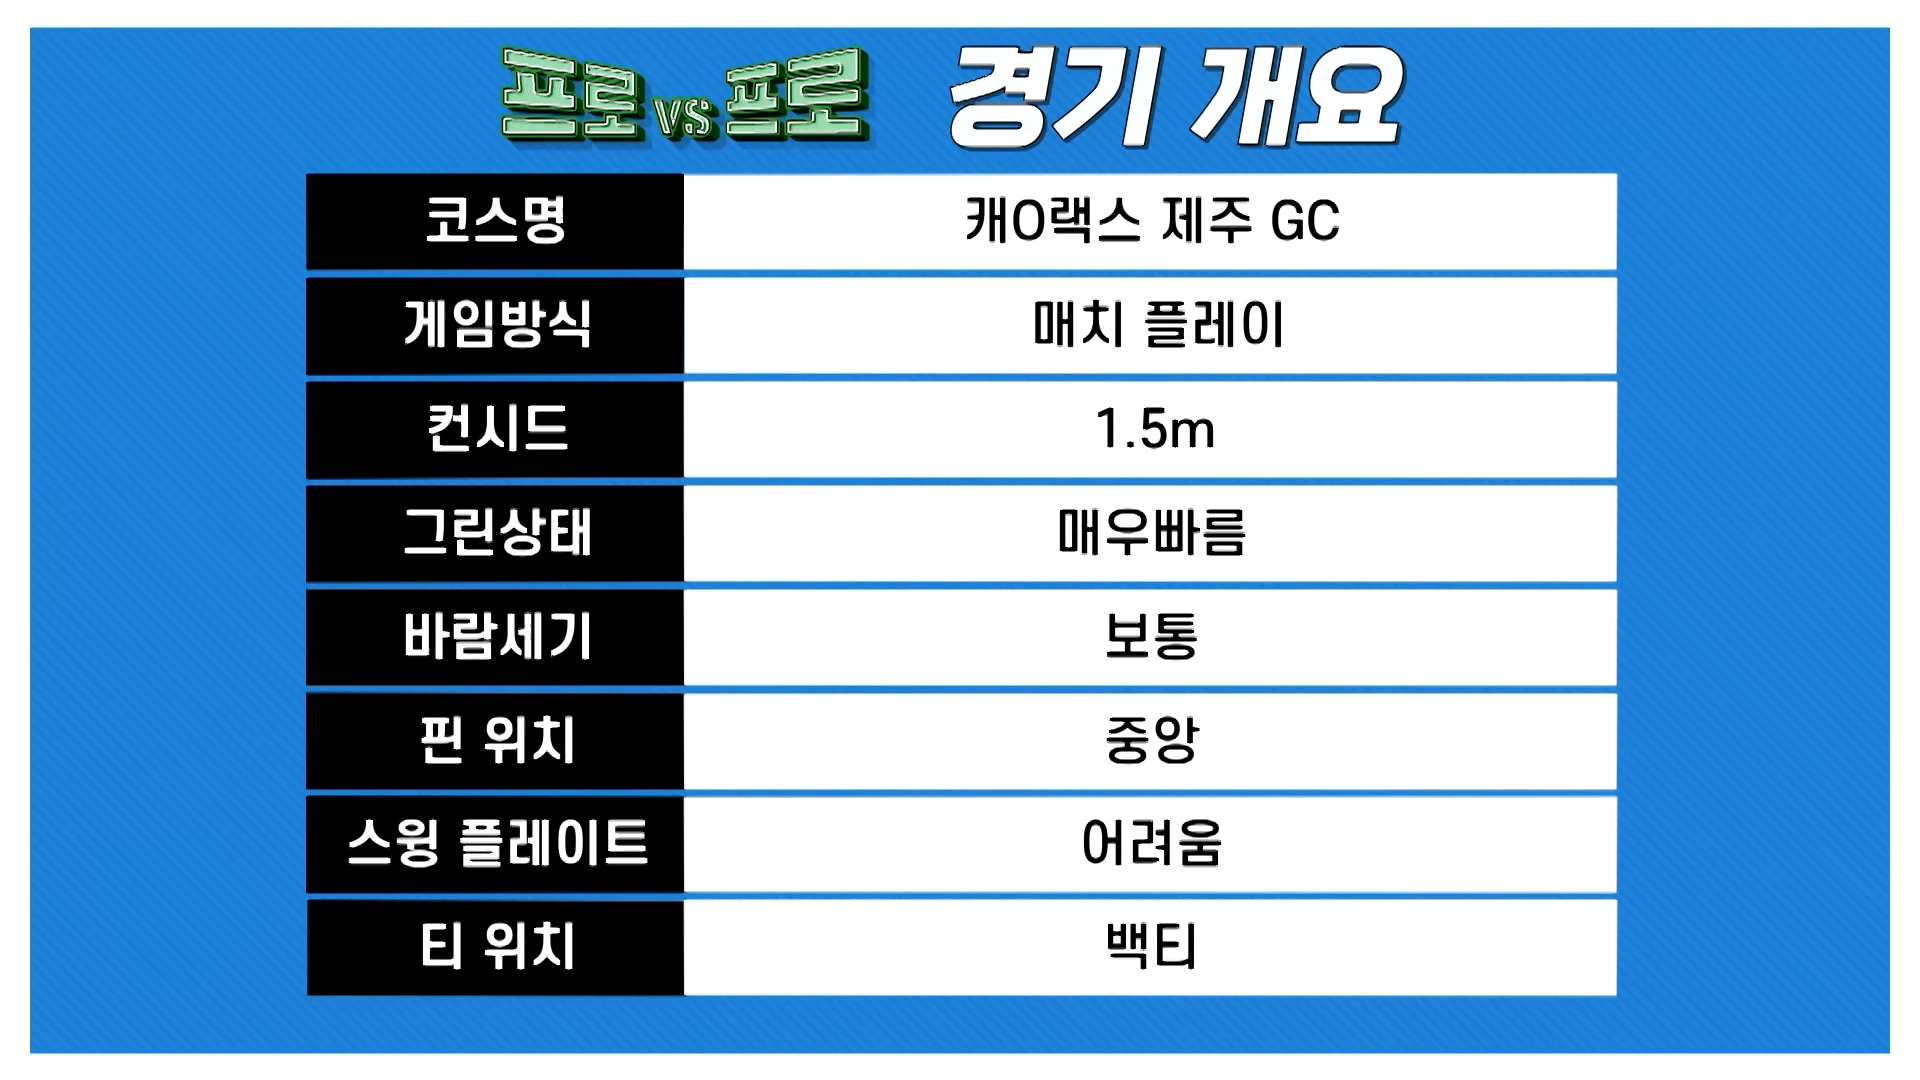 프로 vs 프로 경기 개요
코스명 캐O랙스 제주 GC
게임방식 매치 플레이
컨시드 1.5m
그린상태 매우빠름
바람세기 보통
핀 위치 중앙
스윙 플레이트 어려움
티 위치 백티